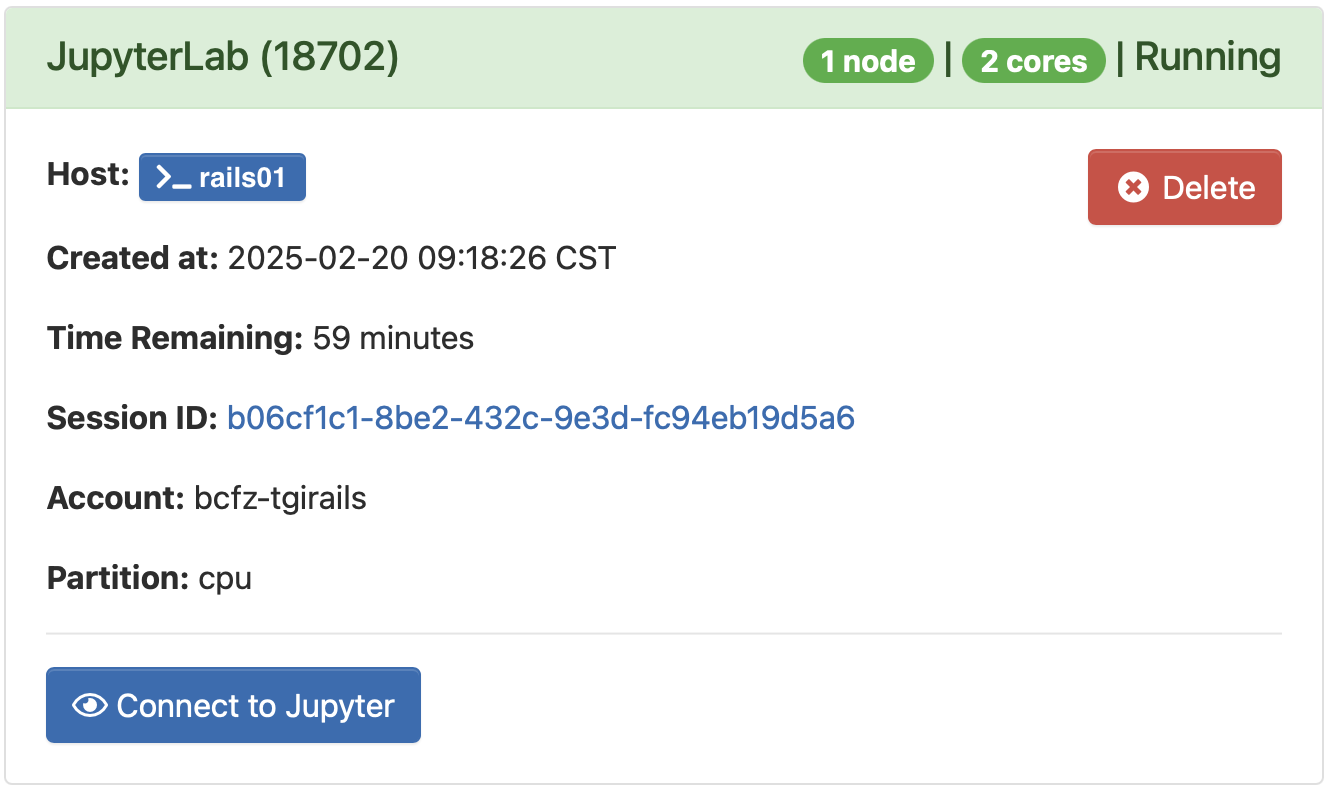 JupyterLab (18702) 1 node | 2 cores | Running
Host: >_ rails01 Delete
Created at: 2025-02-20 09:18:26 CST
Time Remaining: 59 minutes
Session ID: b06cf1c1-8be2-432c-9e3d-fc94eb19d5a6
Account: bcfz-tgirails
Partition: cpu
Connect to Jupyter